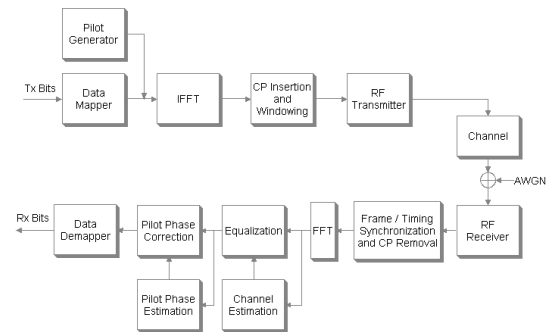 Pilot
Generator
Tx Bits
Data
Mapper
IFFT
CP Insertion
and
Windowing
RF
Transmitter
Channel
AWGN
Rx Bits
Data
Demapper
Pilot Phase
Correction
Equalization
FFT
Frame / Timing
Synchronization
and CP Removal
RF
Receiver
Pilot Phase
Estimation
Channel
Estimation